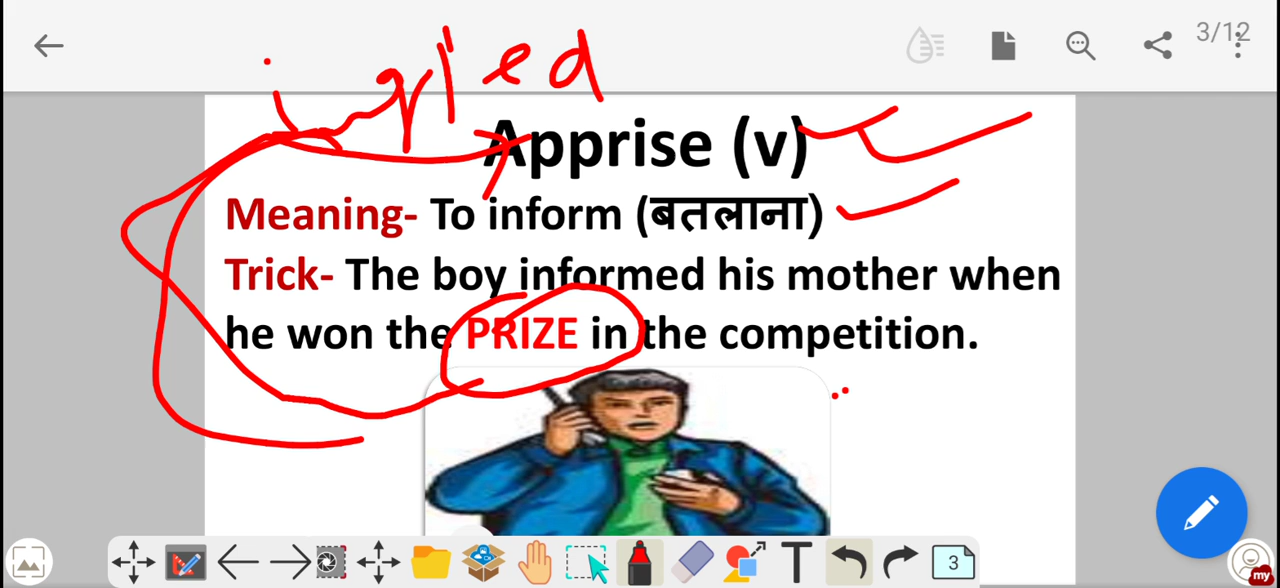 3/12
Apprise (v)
Meaning- To inform (बतलाना)
Trick- The boy informed his mother when
he won the PRIZE in the competition.
T
3
my